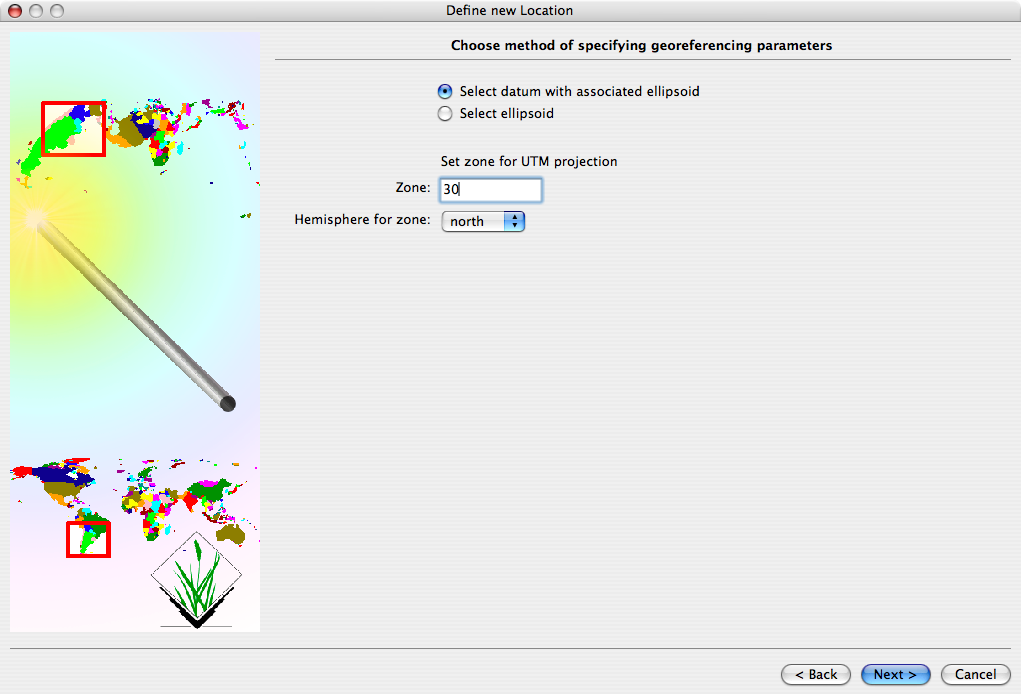 Define new Location
Choose method of specifying georeferencing parameters
Select datum with associated ellipsoid
Select ellipsoid
Set zone for UTM projection
Zone: 30
Hemisphere for zone: north
< Back Next > Cancel